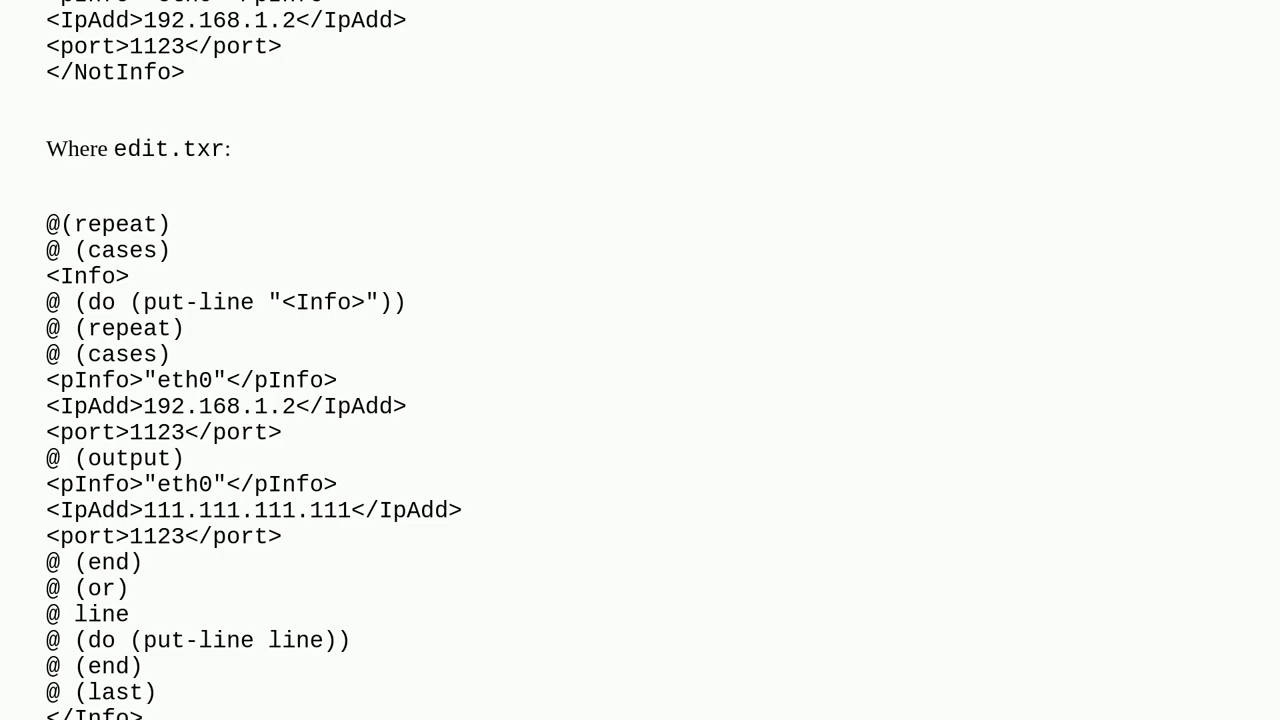 <IpAdd>192.168.1.2</IpAdd>
<port>1123</port>
</NotInfo>
Where edit.txr:
@(repeat)
@ (cases)
<Info>
@ (do (put-line "<Info>"))
@ (repeat)
@ (cases)
<pInfo>"eth0"</pInfo>
<IpAdd>192.168.1.2</IpAdd>
<port>1123</port>
@ (output)
<pInfo>"eth0"</pInfo>
<IpAdd>111.111.111.111</IpAdd>
<port>1123</port>
@ (end)
@ (or)
@ line
@ (do (put-line line))
@ (end)
@ (last)
</Info>